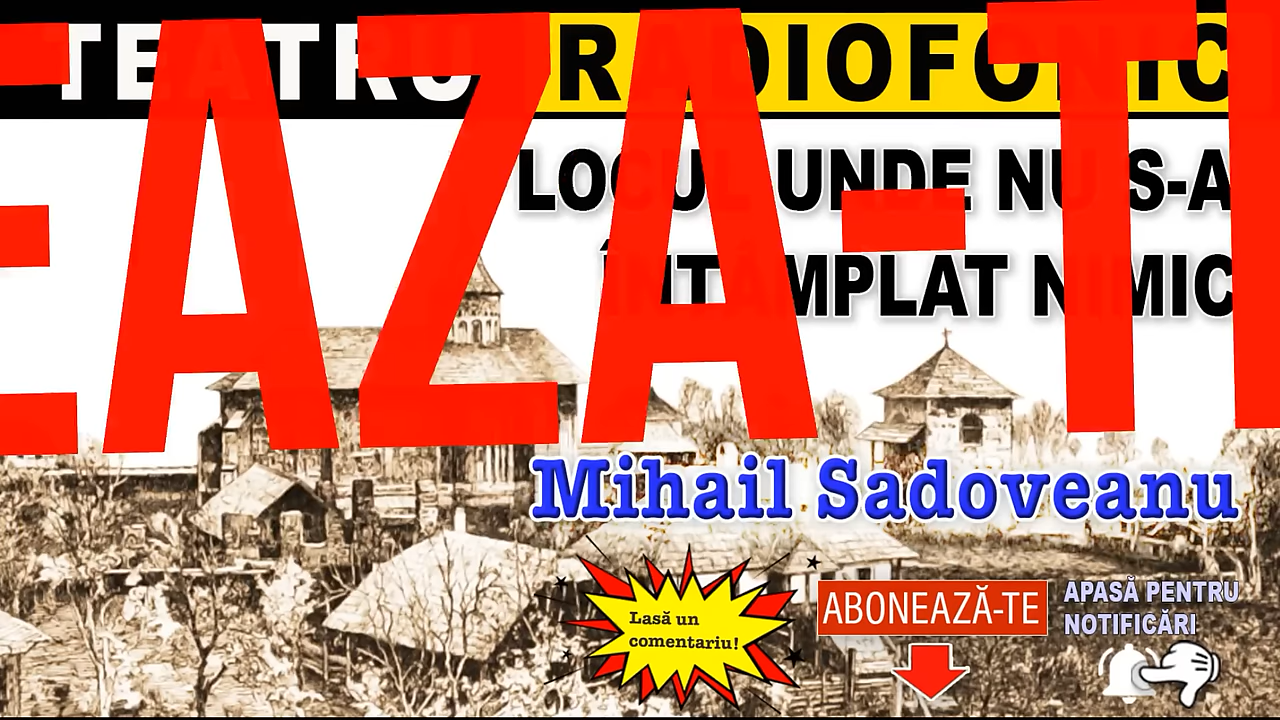 TEATRU RADIOFONIC
EAZA-TE
LOCUL UNDE NU S-A
ÎNTÂMPLAT NIMIC
Mihail Sadoveanu
Lasă un
comentariu!
ABONEAZĂ-TE
APASĂ PENTRU
NOTIFICĂRI